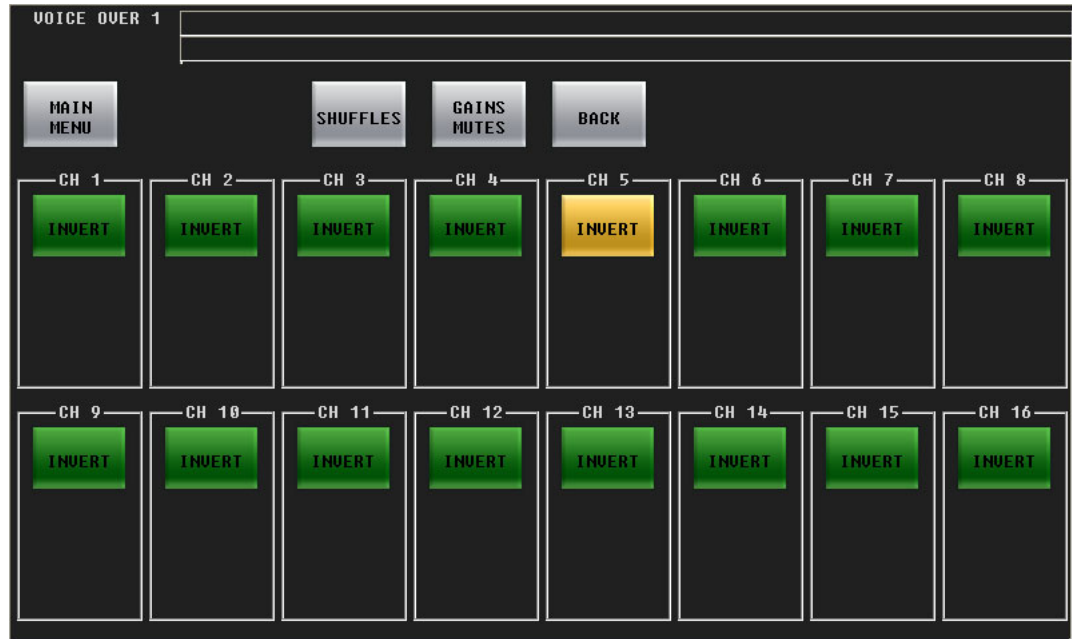 VOICE OVER 1
MAIN
MENU
SHUFFLES
GAINS
MUTES
BACK
CH 1 CH 2 CH 3 CH 4 CH 5 CH 6 CH 7 CH 8
INVERT INVERT INVERT INVERT INVERT INVERT INVERT INVERT
CH 9 CH 10 CH 11 CH 12 CH 13 CH 14 CH 15 CH 16
INVERT INVERT INVERT INVERT INVERT INVERT INVERT INVERT